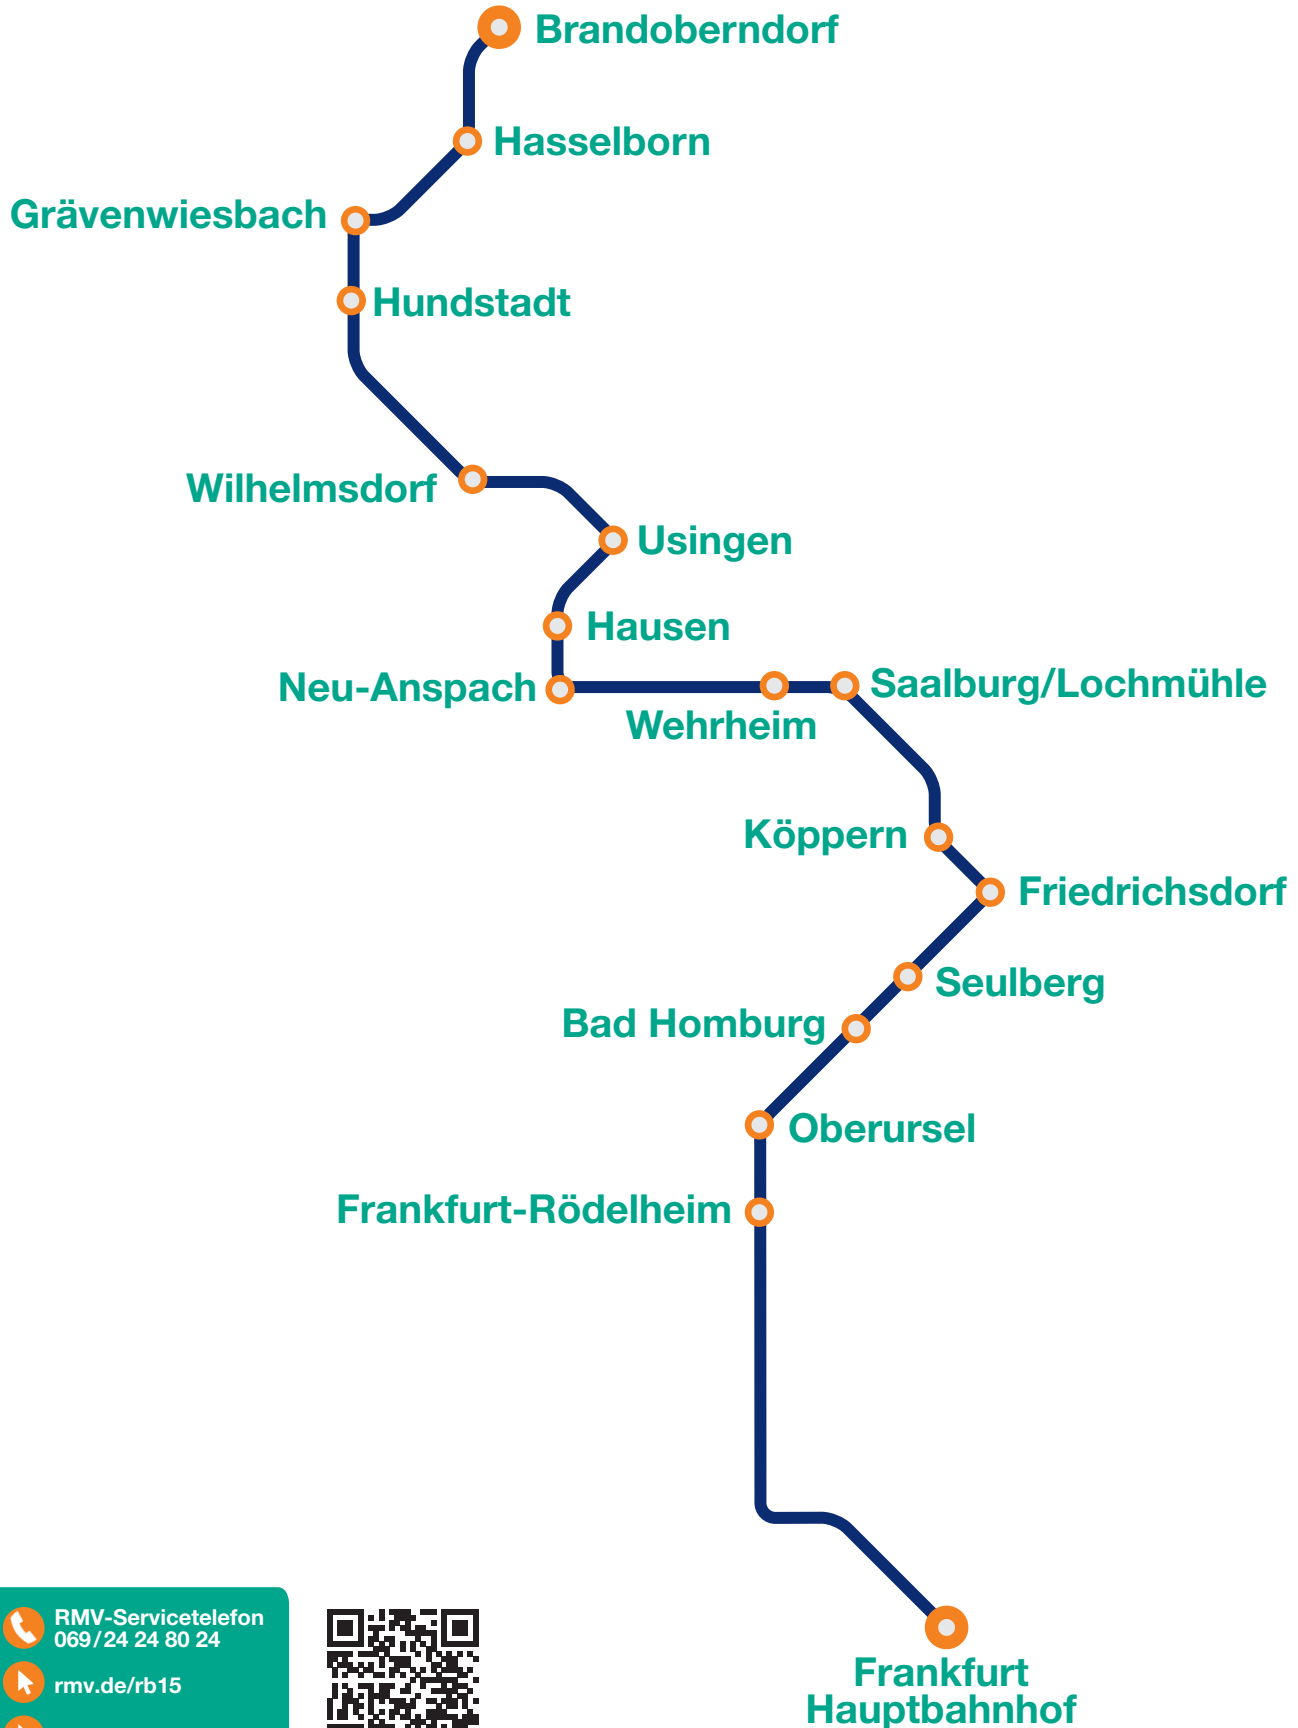 Brandoberndorf
Hasselborn
Grävenwiesbach
Hundstadt
Wilhelmsdorf
Usingen
Hausen
Neu-Anspach
Saalburg/Lochmühle
Wehrheim
Köppern
Friedrichsdorf
Seulberg
Bad Homburg
Oberursel
Frankfurt-Rödelheim
RMV-Servicetelefon
069/24 24 80 24
rmv.de/rb15
Frankfurt
Hauptbahnhof